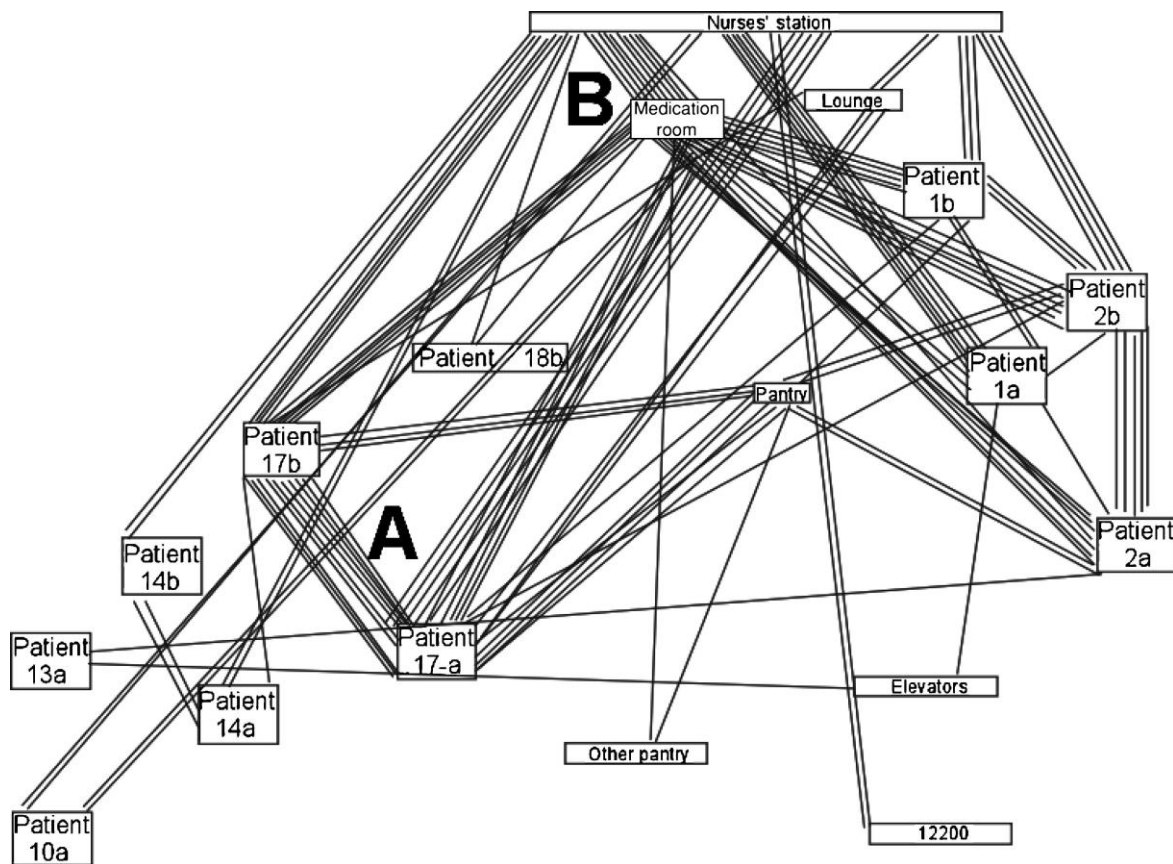 Nurses' station
B
Medication
room
Lounge
Patient
1b
Patient
2b
Patient 18b
Patient
1a
Pantry
Patient
17b
A
Patient
2a
Patient
14b
Patient
17-a
Patient
13a
Elevators
Patient
14a
Other pantry
12200
Patient
10a